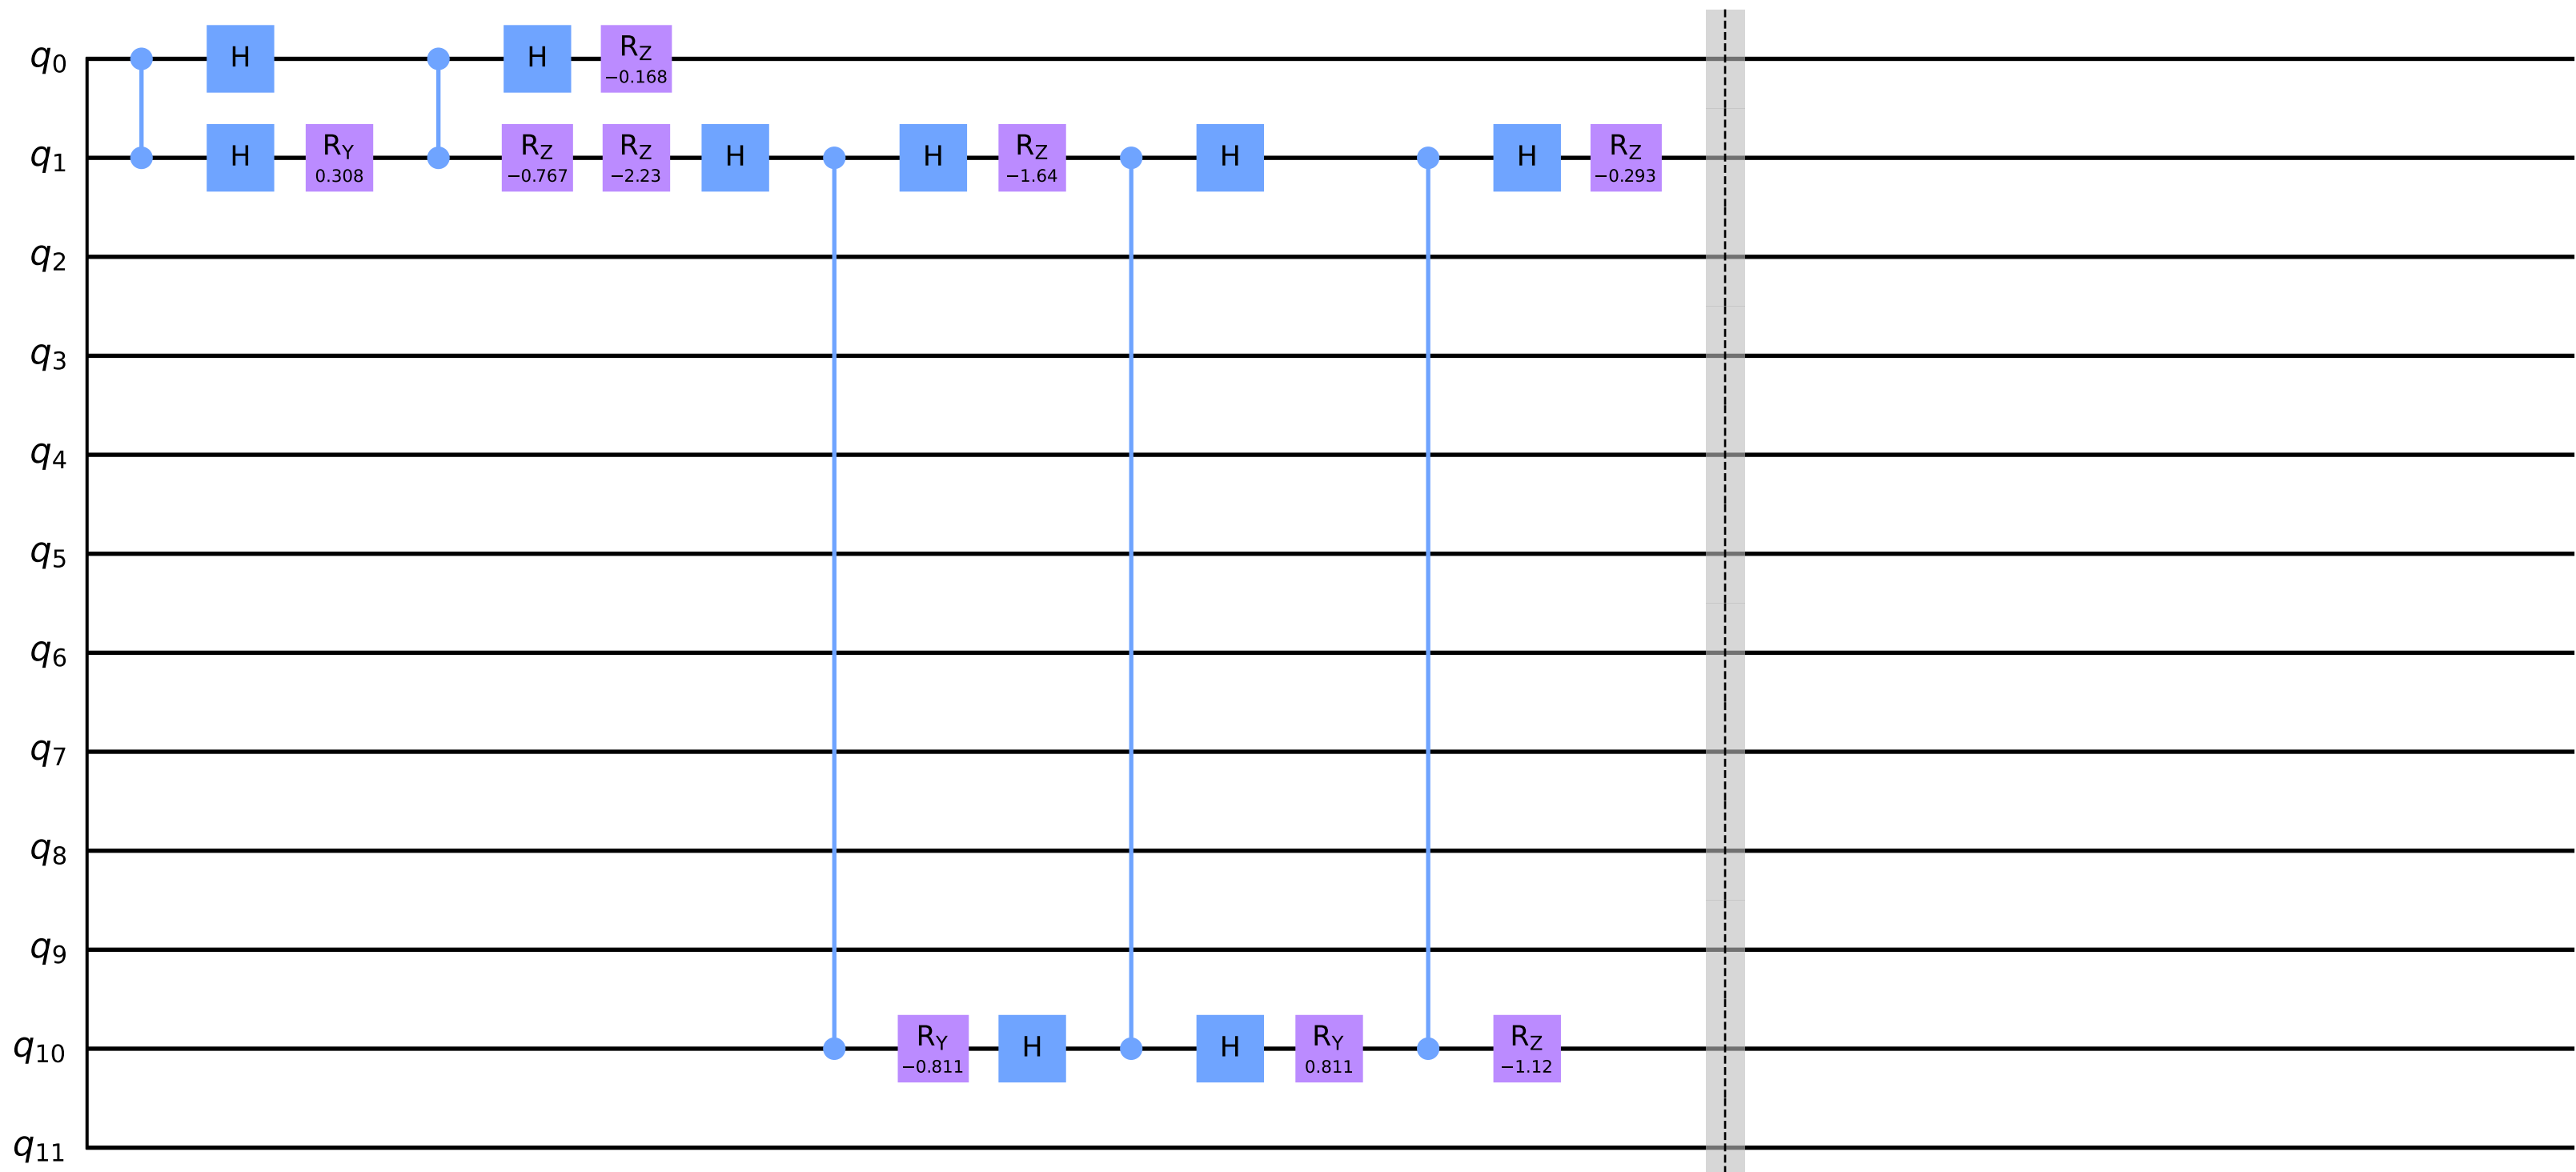 q0 H H RZ −0.168
q1 H RY 0.308 RZ −0.767 RZ −2.23 H H RZ −1.64 H H RZ −0.293
q2
q3
q4
q5
q6
q7
q8
q9
q10 RY −0.811 H H RY 0.811 RZ −1.12
q11